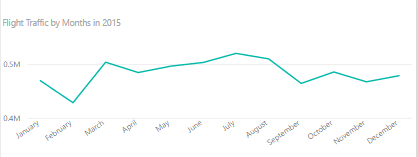 Flight Traffic by Months in 2015
0.5M
0.4M
January
February
March
April
May
June
July
August
September
October
November
December